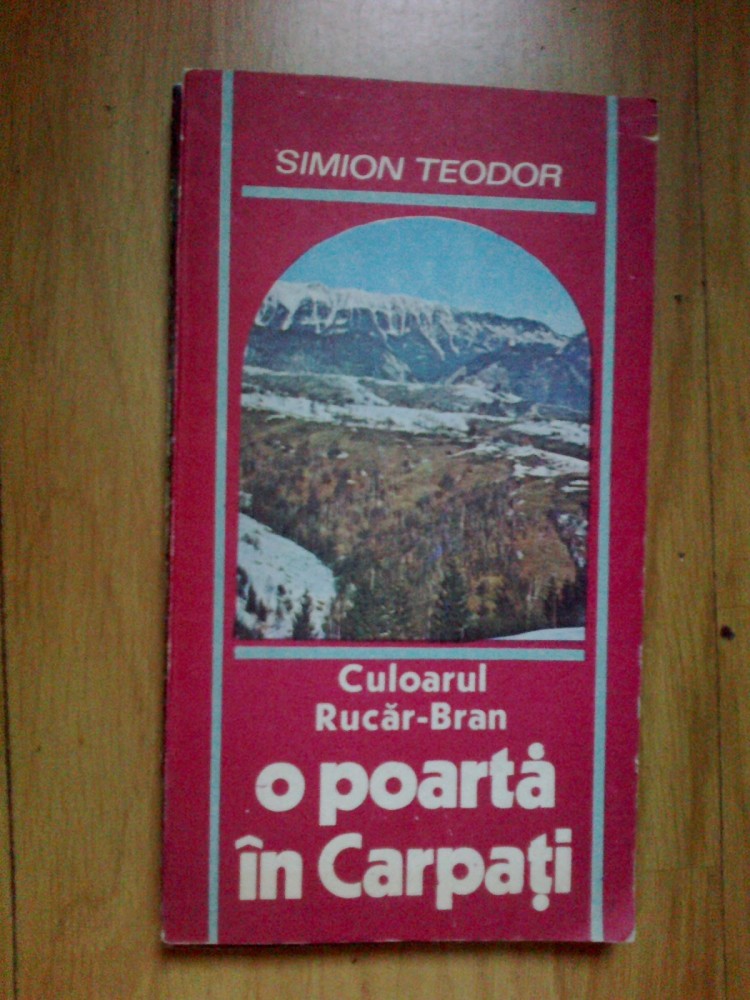 SIMION TEODOR
Culoarul
Rucăr-Bran
o poartă
în Carpați